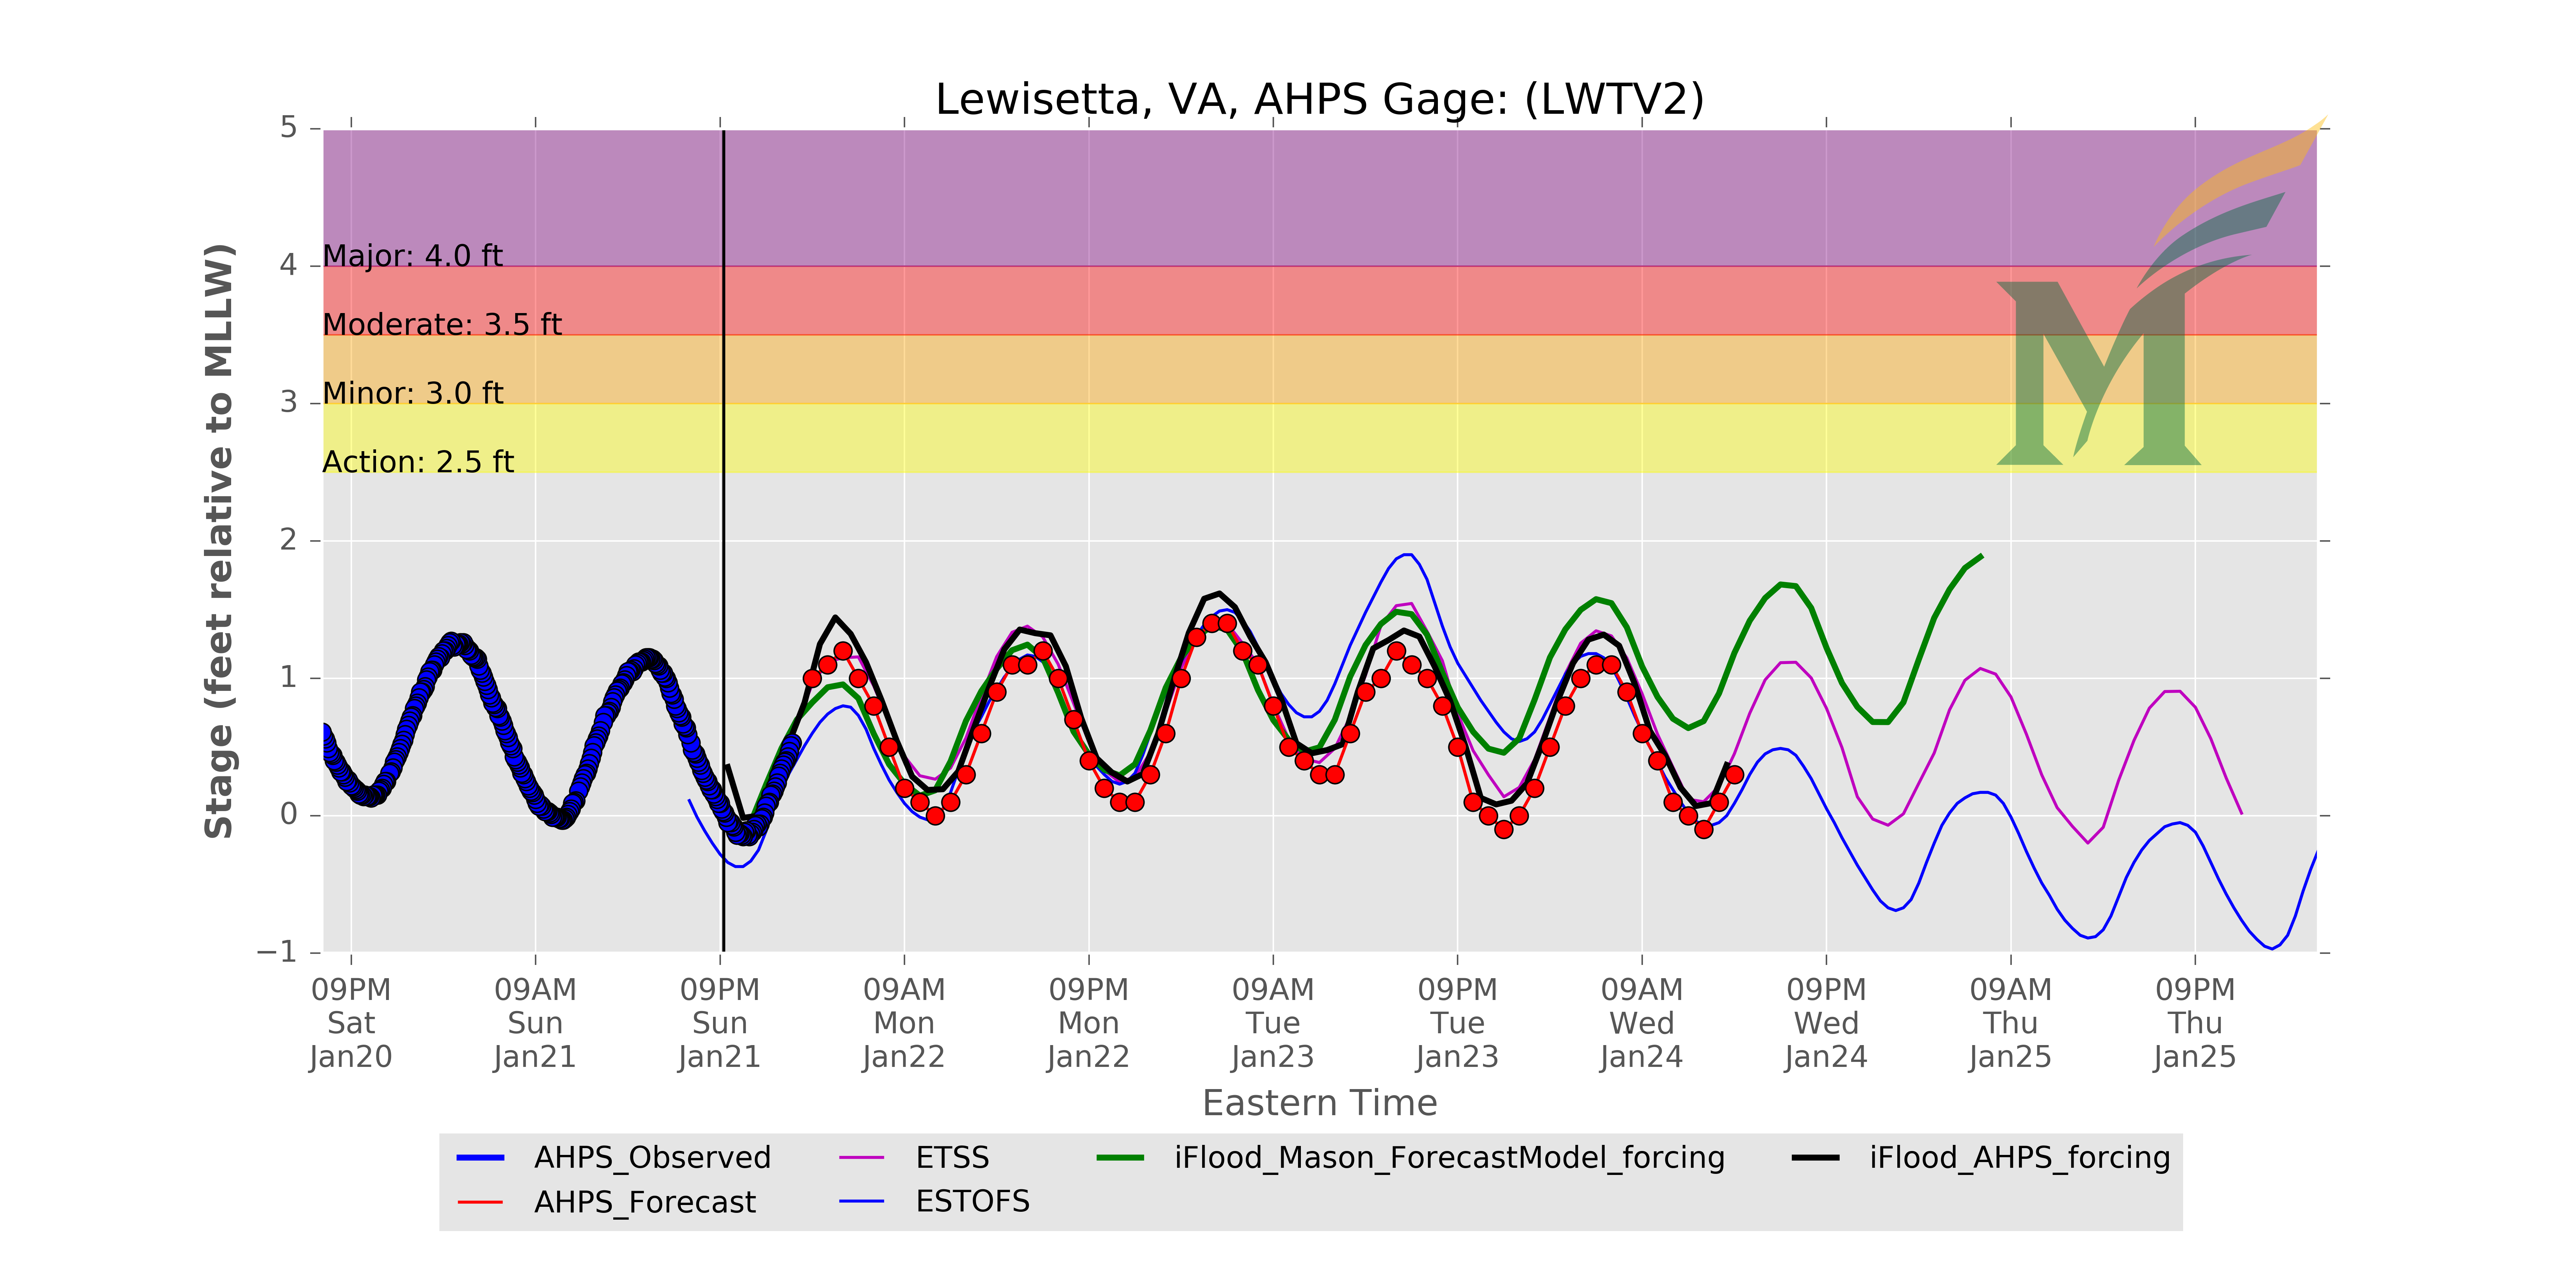 Lewisetta, VA, AHPS Gage: (LWTV2)
Stage (feet relative to MLLW)
5
4
3
2
1
0
−1
Major: 4.0 ft
Moderate: 3.5 ft
Minor: 3.0 ft
Action: 2.5 ft
M
09PM Sat Jan20
09AM Sun Jan21
09PM Sun Jan21
09AM Mon Jan22
09PM Mon Jan22
09AM Tue Jan23
09PM Tue Jan23
09AM Wed Jan24
09PM Wed Jan24
09AM Thu Jan25
09PM Thu Jan25
Eastern Time
AHPS_Observed
AHPS_Forecast
ETSS
ESTOFS
iFlood_Mason_ForecastModel_forcing
iFlood_AHPS_forcing